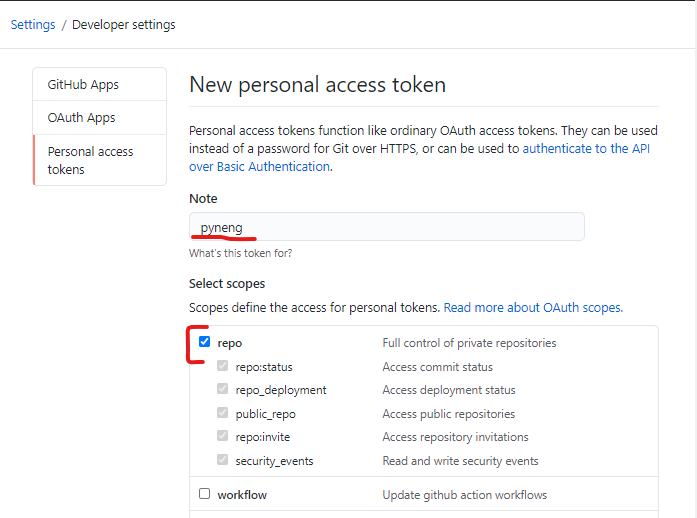 Settings / Developer settings
GitHub Apps
OAuth Apps
Personal access
tokens
New personal access token
Personal access tokens function like ordinary OAuth access tokens. They can be used
instead of a password for Git over HTTPS, or can be used to authenticate to the API
over Basic Authentication.
Note
pyneng
What's this token for?
Select scopes
Scopes define the access for personal tokens. Read more about OAuth scopes.
repo Full control of private repositories
repo:status Access commit status
repo_deployment Access deployment status
public_repo Access public repositories
repo:invite Access repository invitations
security_events Read and write security events
workflow Update github action workflows